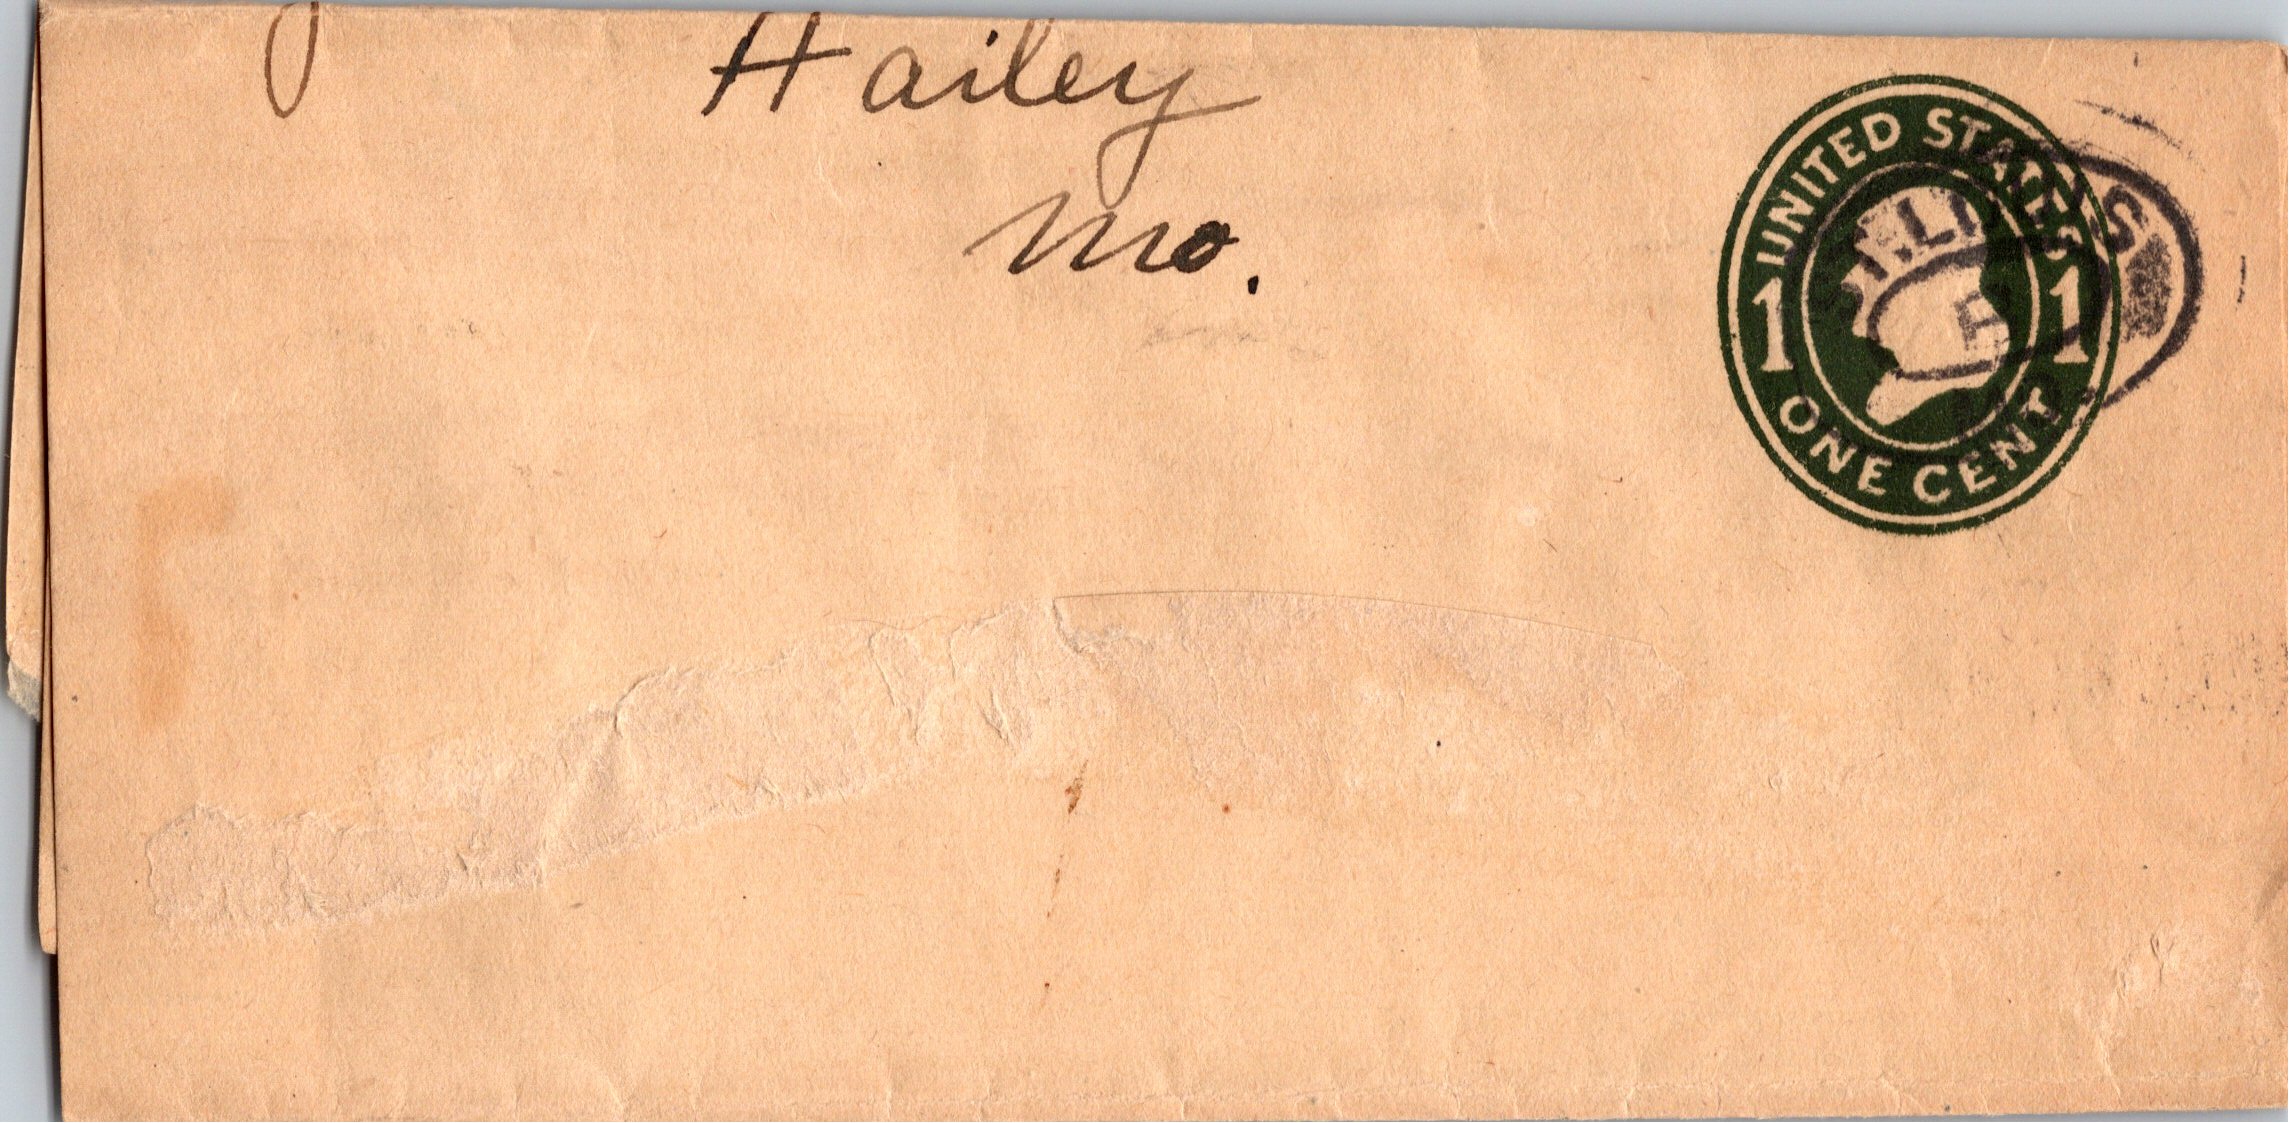 Hailey
Mo.
UNITED STATES
1 1
ONE CENT